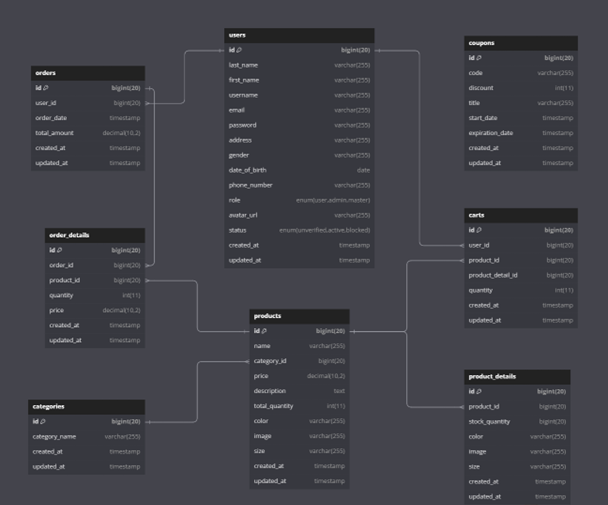 users
id bigint(20)
last_name varchar(255)
first_name varchar(255)
username varchar(255)
email varchar(255)
password varchar(255)
address varchar(255)
gender varchar(255)
date_of_birth date
phone_number varchar(255)
role enum(user,admin,master)
avatar_url varchar(255)
status enum(unverified,active,blocked)
created_at timestamp
updated_at timestamp
coupons
id bigint(20)
code varchar(255)
discount int(11)
title varchar(255)
start_date timestamp
expiration_date timestamp
created_at timestamp
updated_at timestamp
orders
id bigint(20)
user_id bigint(20)
order_date timestamp
total_amount decimal(10,2)
created_at timestamp
updated_at timestamp
carts
id bigint(20)
user_id bigint(20)
product_id bigint(20)
product_detail_id bigint(20)
quantity int(11)
created_at timestamp
updated_at timestamp
order_details
id bigint(20)
order_id bigint(20)
product_id bigint(20)
quantity int(11)
price decimal(10,2)
created_at timestamp
updated_at timestamp
products
id bigint(20)
name varchar(255)
category_id bigint(20)
price decimal(10,2)
description text
total_quantity int(11)
color varchar(255)
image varchar(255)
size varchar(255)
created_at timestamp
updated_at timestamp
product_details
id bigint(20)
product_id bigint(20)
stock_quantity bigint(20)
color varchar(255)
image varchar(255)
size varchar(255)
created_at timestamp
updated_at timestamp
categories
id bigint(20)
category_name varchar(255)
created_at timestamp
updated_at timestamp